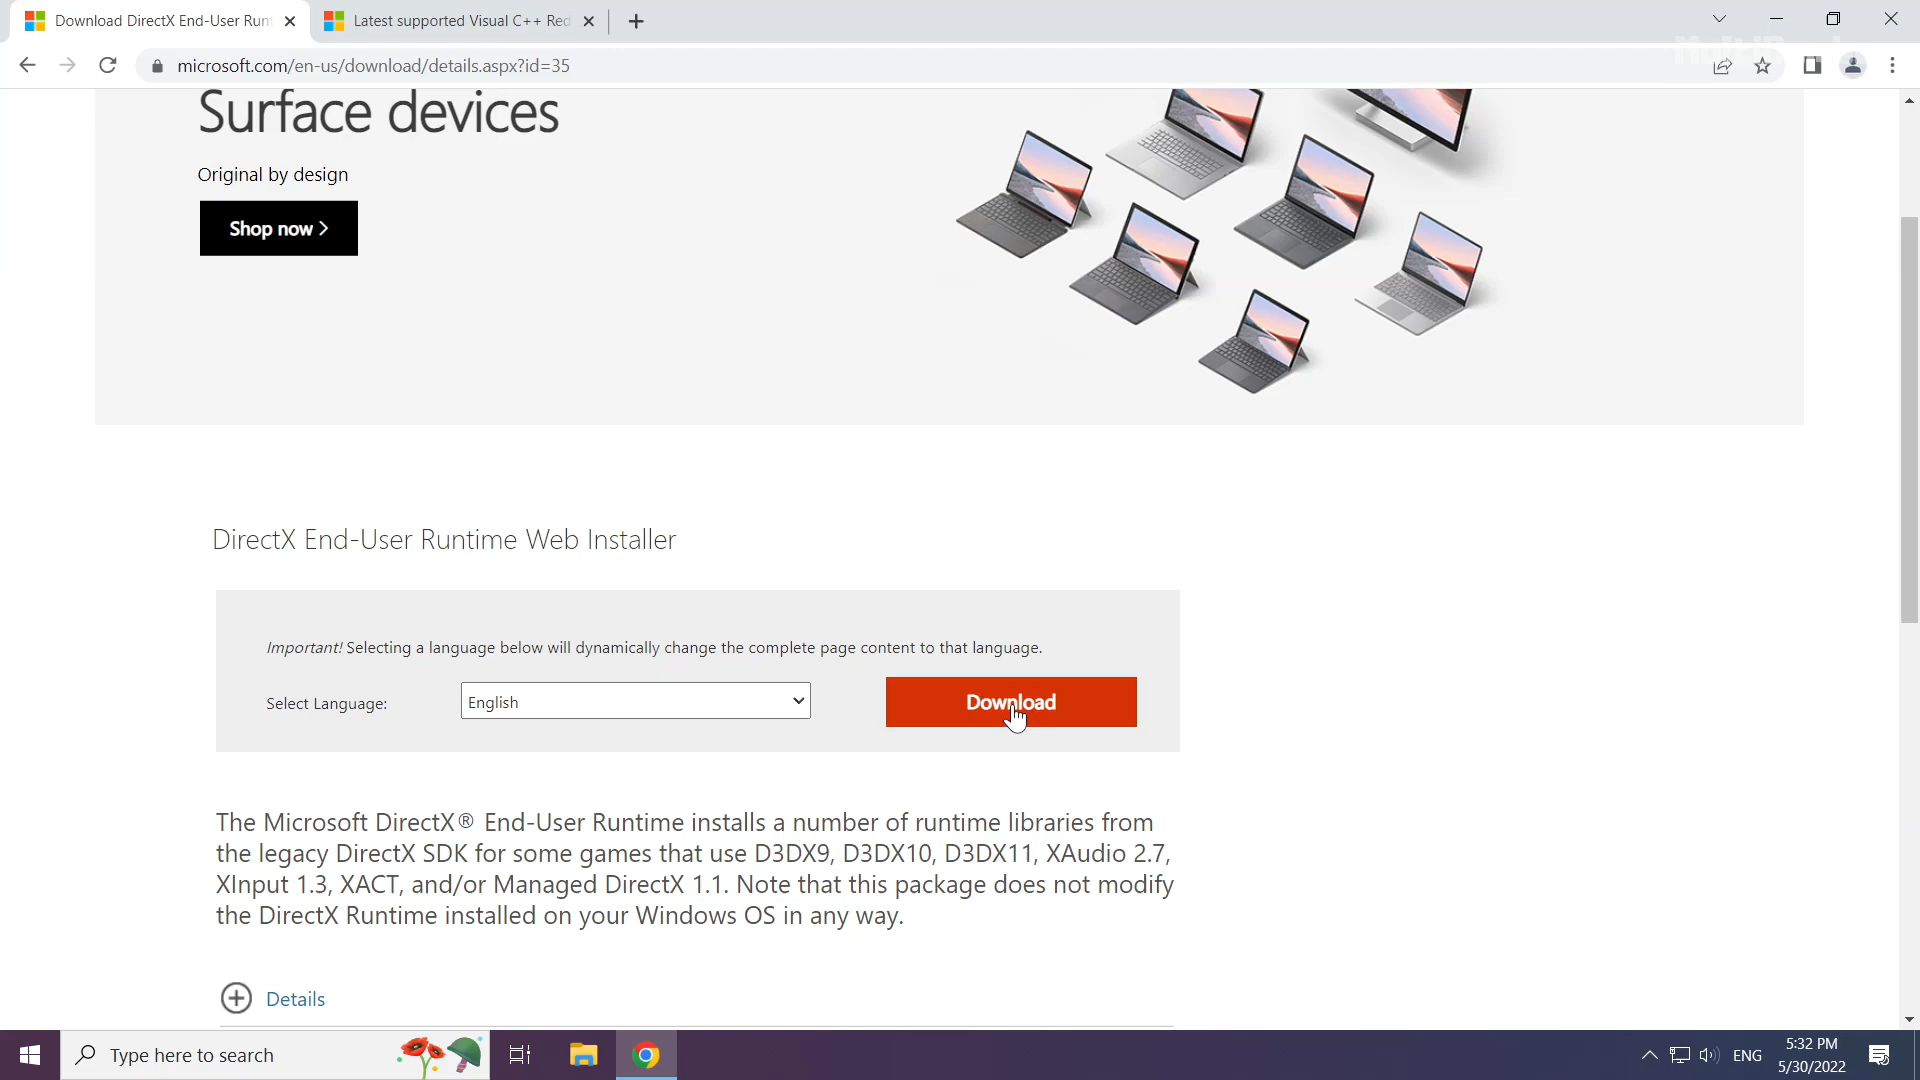 Download DirectX End-User Runt
Latest supported Visual C++ Red
microsoft.com/en-us/download/details.aspx?id=35
Surface devices
Original by design
Shop now >
DirectX End-User Runtime Web Installer
Important! Selecting a language below will dynamically change the complete page content to that language.
Select Language:
English
Download
The Microsoft DirectX® End-User Runtime installs a number of runtime libraries from
the legacy DirectX SDK for some games that use D3DX9, D3DX10, D3DX11, XAudio 2.7,
XInput 1.3, XACT, and/or Managed DirectX 1.1. Note that this package does not modify
the DirectX Runtime installed on your Windows OS in any way.
Details
Type here to search
ENG
5:32 PM
5/30/2022